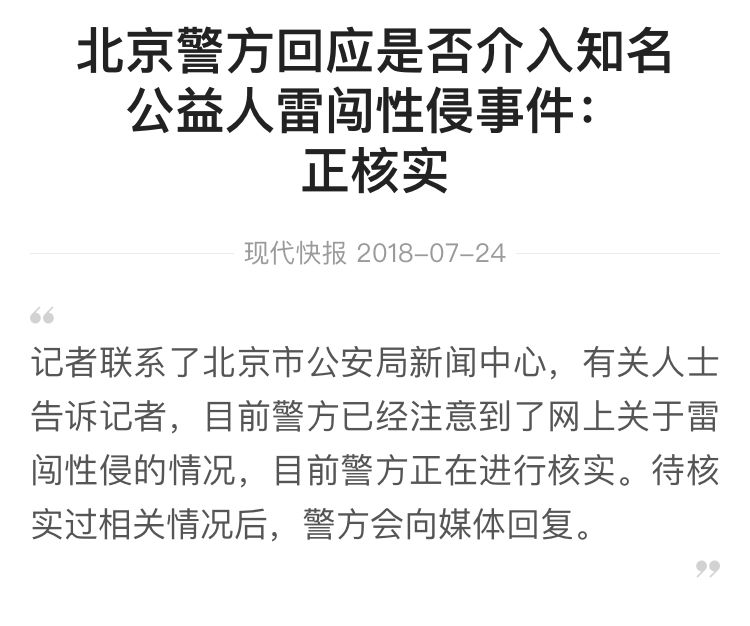 北京警方回应是否介入知名
公益人雷闯性侵事件：
正核实
现代快报 2018-07-24
“
记者联系了北京市公安局新闻中心，有关人士
告诉记者，目前警方已经注意到了网上关于雷
闯性侵的情况，目前警方正在进行核实。待核
实过相关情况后，警方会向媒体回复。
”